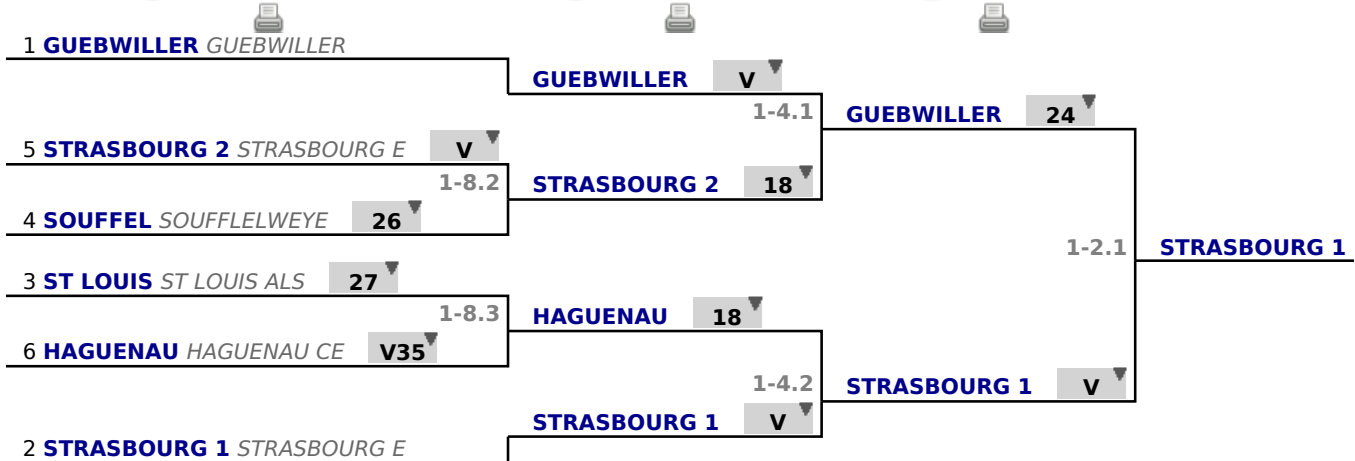 1 GUEBWILLER GUEBWILLER
GUEBWILLER V
1-4.1
GUEBWILLER 24
5 STRASBOURG 2 STRASBOURG E V
1-8.2
STRASBOURG 2 18
4 SOUFFEL SOUFFLELWEYE 26
1-2.1
STRASBOURG 1
3 ST LOUIS ST LOUIS ALS 27
1-8.3
HAGUENAU 18
6 HAGUENAU HAGUENAU CE V35
1-4.2
STRASBOURG 1 V
STRASBOURG 1 V
2 STRASBOURG 1 STRASBOURG E